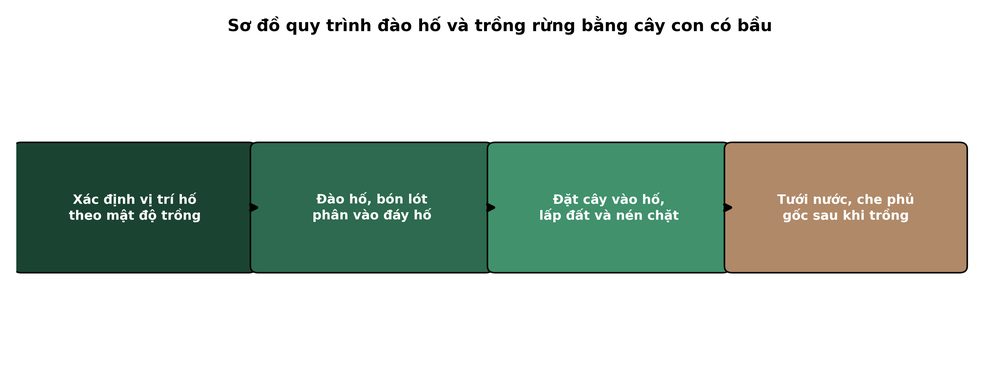 Sơ đồ quy trình đào hố và trồng rừng bằng cây con có bầu
Xác định vị trí hố
theo mật độ trồng
Đào hố, bón lót
phân vào đáy hố
Đặt cây vào hố,
lấp đất và nén chặt
Tưới nước, che phủ
gốc sau khi trồng